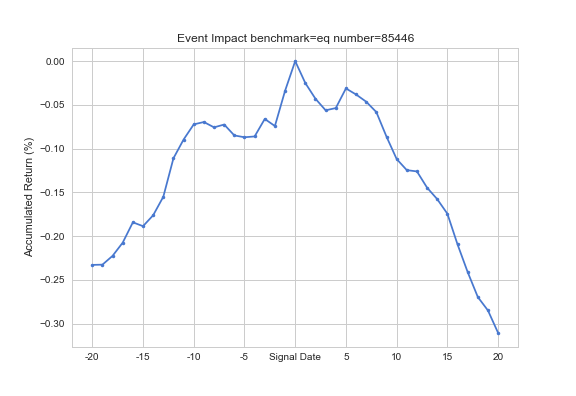 Event Impact benchmark=eq number=85446
Accumulated Return (%)
0.00
−0.05
−0.10
−0.15
−0.20
−0.25
−0.30
-20 -15 -10 -5 Signal Date 5 10 15 20